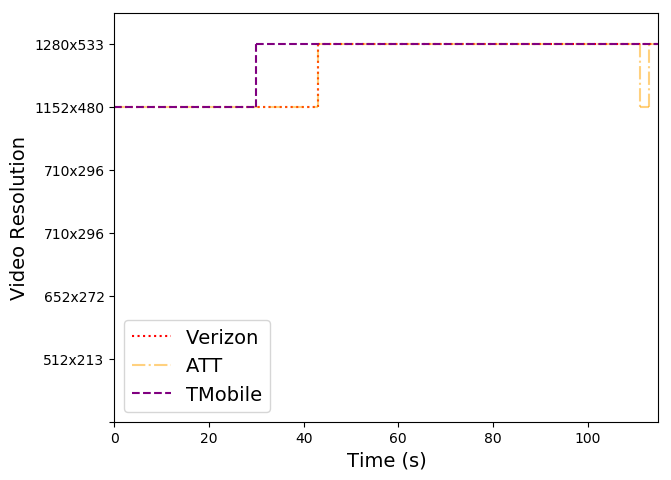 1280x533
1152x480
710x296
710x296
652x272
512x213
Video Resolution
Verizon
ATT
TMobile
0 20 40 60 80 100
Time (s)